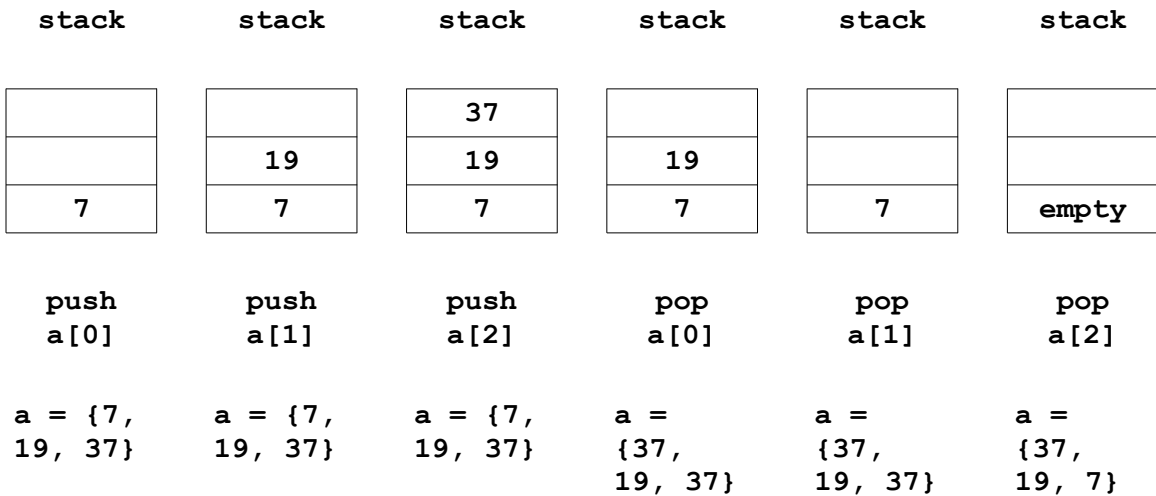 stack stack stack stack stack stack
37
19 19 19
7 7 7 7 7 empty
push push push pop pop pop
a[0] a[1] a[2] a[0] a[1] a[2]
a = {7, a = {7, a = {7, a = a = a =
19, 37} 19, 37} 19, 37} {37, {37, {37,
19, 37} 19, 37} 19, 7}